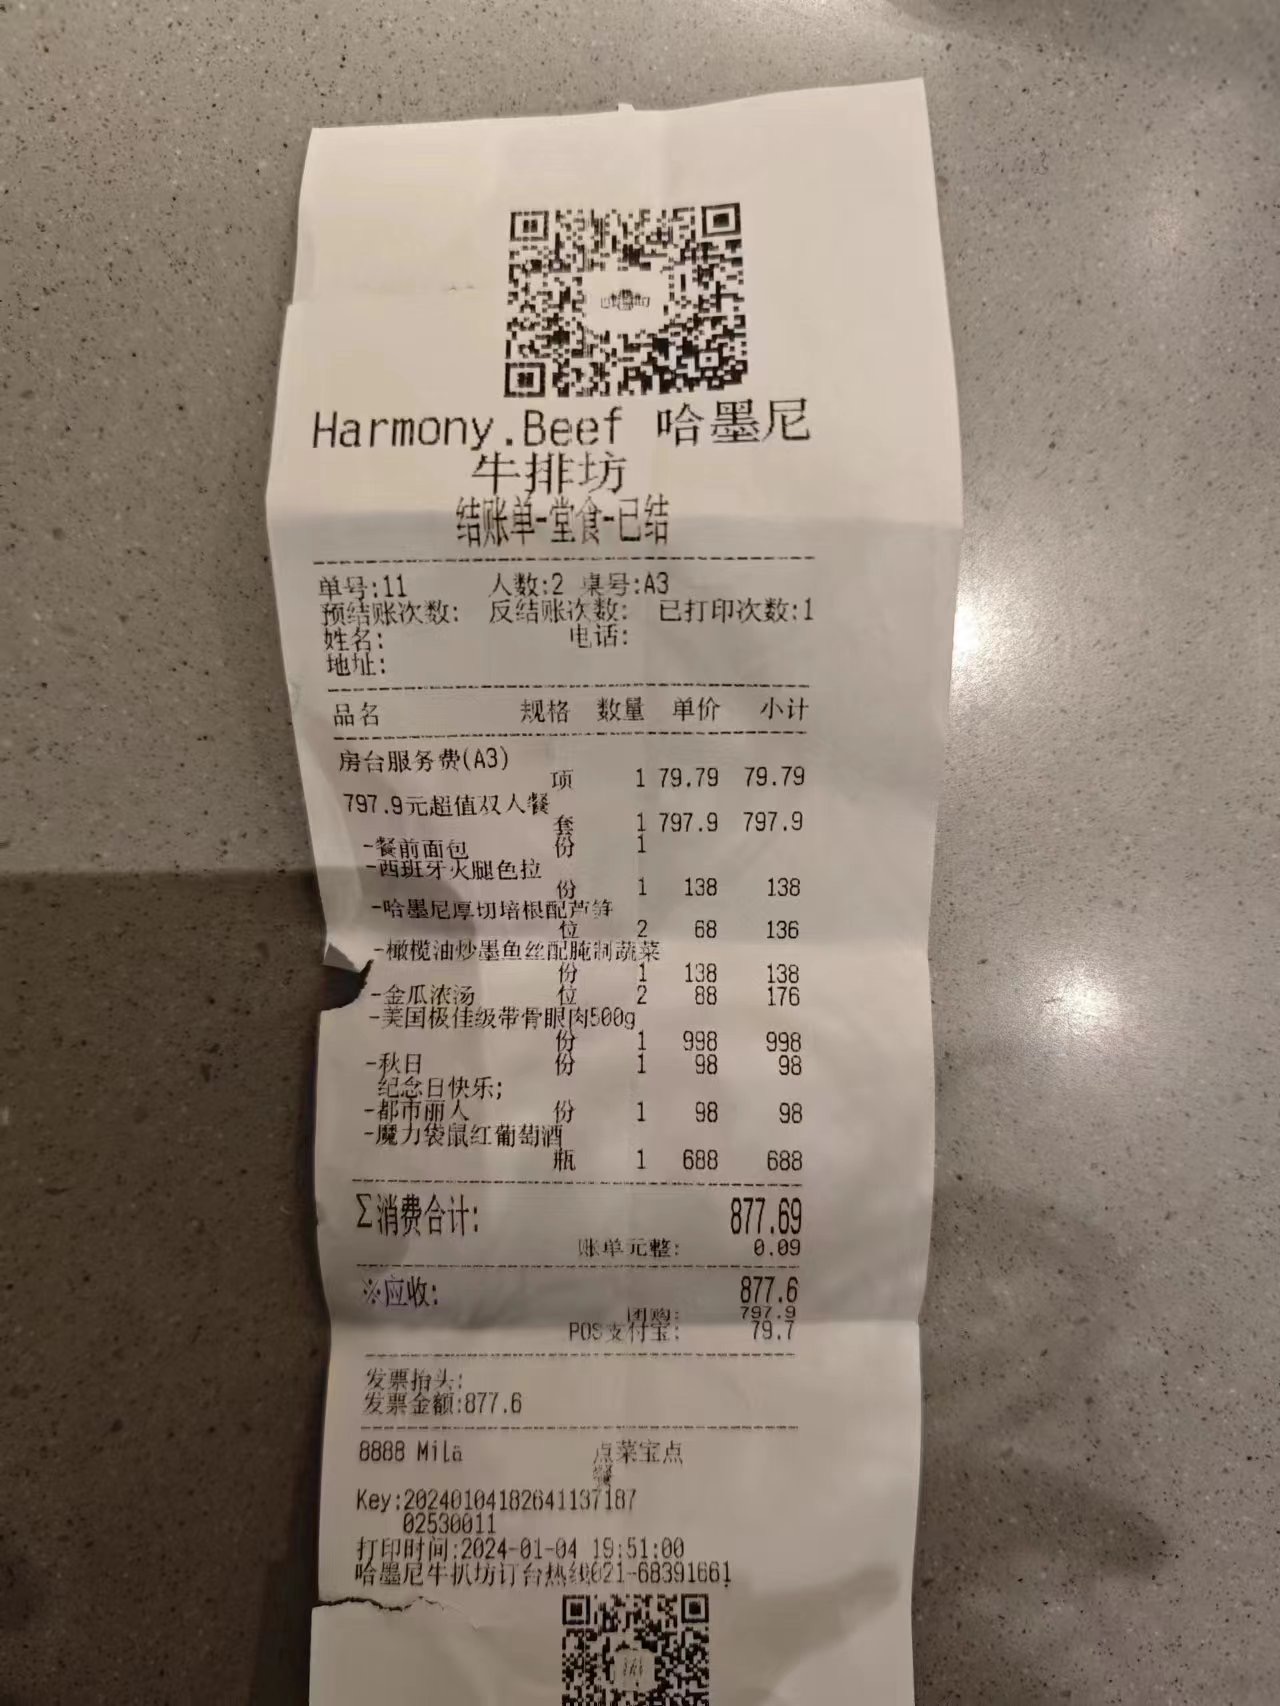 Harmony.Beef 哈墨尼
牛排坊
结账单-堂食-已结
单号:11 人数:2 桌号:A3
预结账次数: 反结账次数: 已打印次数:1
姓名: 电话:
地址:
品名 规格 数量 单价 小计
房台服务费(A3)
项 1 79.79 79.79
797.9元超值双人餐
套 1 797.9 797.9
-餐前面包 份 1
-西班牙火腿色拉
份 1 138 138
-哈墨尼厚切培根配芦笋
位 2 68 136
-橄榄油炒墨鱼丝配腌制蔬菜
份 1 138 138
-金瓜浓汤 位 2 88 176
-美国极佳级带骨眼肉500g
份 1 998 998
-秋日 份 1 98 98
纪念日快乐;
-都市丽人 份 1 98 98
-魔力袋鼠红葡萄酒
瓶 1 688 688
Σ消费合计: 877.69
账单元整: 0.09
※应收: 877.6
团购: 797.9
POS支付宝: 79.7
发票抬头:
发票金额:877.6
8888 Mila 点菜宝点
餐
Key:20240104182641137187
02530011
打印时间:2024-01-04 19:51:00
哈墨尼牛扒坊订台热线021-68391661